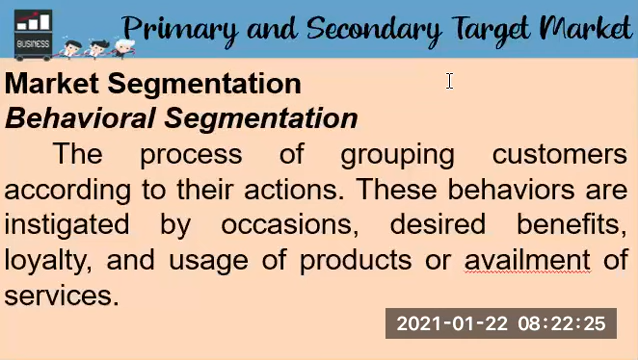 BUSINESS
Primary and Secondary Target Market
Market Segmentation
Behavioral Segmentation
The process of grouping customers
according to their actions. These behaviors are
instigated by occasions, desired benefits,
loyalty, and usage of products or availment of
services.
2021-01-22 08:22:25